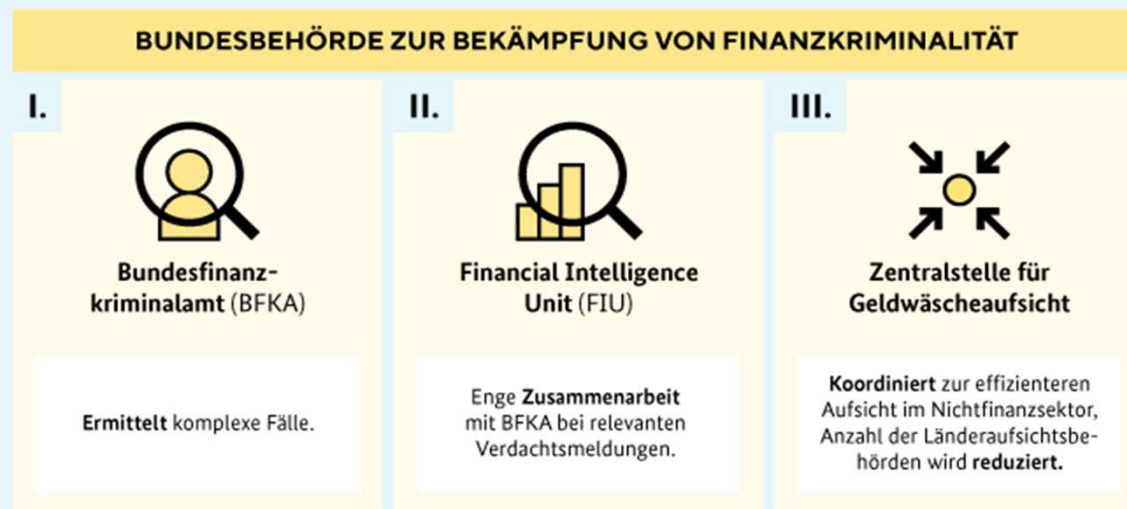 BUNDESBEHÖRDE ZUR BEKÄMPFUNG VON FINANZKRIMINALITÄT
I.
Bundesfinanz-
kriminalamt (BFKA)
Ermittelt komplexe Fälle.
II.
Financial Intelligence
Unit (FIU)
Enge Zusammenarbeit
mit BFKA bei relevanten
Verdachtsmeldungen.
III.
Zentralstelle für
Geldwäscheaufsicht
Koordiniert zur effizienteren
Aufsicht im Nichtfinanzsektor,
Anzahl der Länderaufsichtsbe-
hörden wird reduziert.